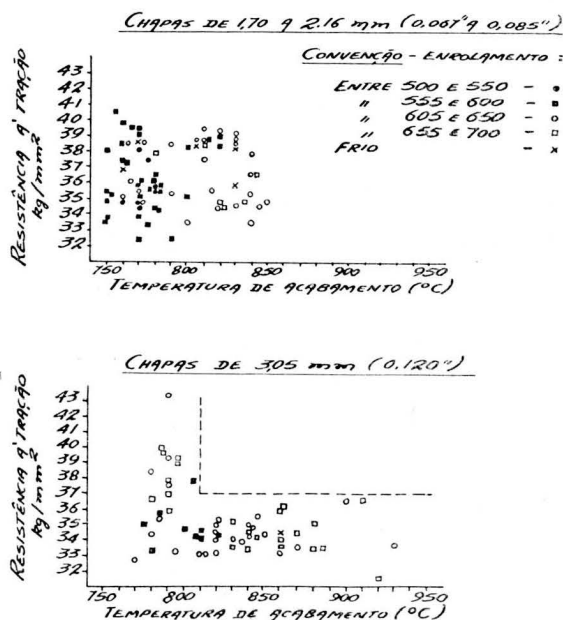 CHAPAS DE 1,70 A 2.16 mm (0,067" A 0,085")
CONVENÇÃO - ENROLAMENTO :
ENTRE 500 E 550 - •
" 555 E 600 - ■
" 605 E 650 - o
" 655 E 700 - □
FRIO - x
RESISTÊNCIA À TRAÇÃO
kg/mm²
43
42
41
40
39
38
37
36
35
34
33
32
750 800 850 900 950
TEMPERATURA DE ACABAMENTO (°C)
CHAPAS DE 3,05 mm (0.120")
RESISTÊNCIA À TRAÇÃO
kg/mm²
43
42
41
40
39
38
37
35
34
33
32
750 800 850 900 950
TEMPERATURA DE ACABAMENTO (°C)